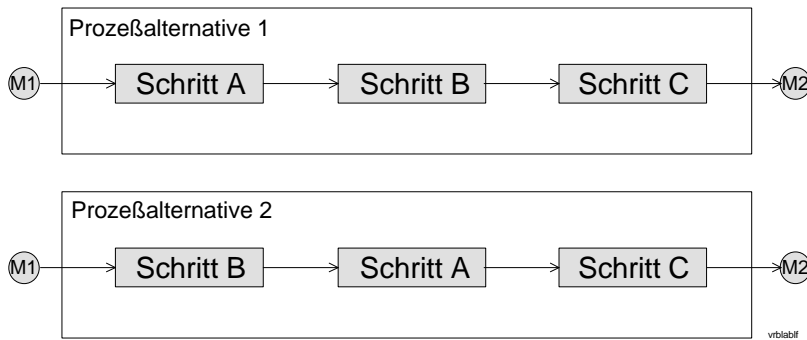 Prozeßalternative 1
M1 Schritt A Schritt B Schritt C M2
Prozeßalternative 2
M1 Schritt B Schritt A Schritt C M2
vrblablf